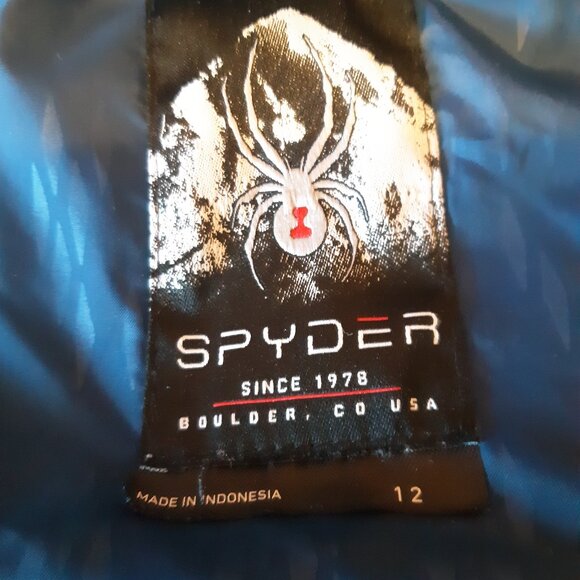 SPYDER
SINCE 1978
BOULDER, CO USA
MADE IN INDONESIA
12